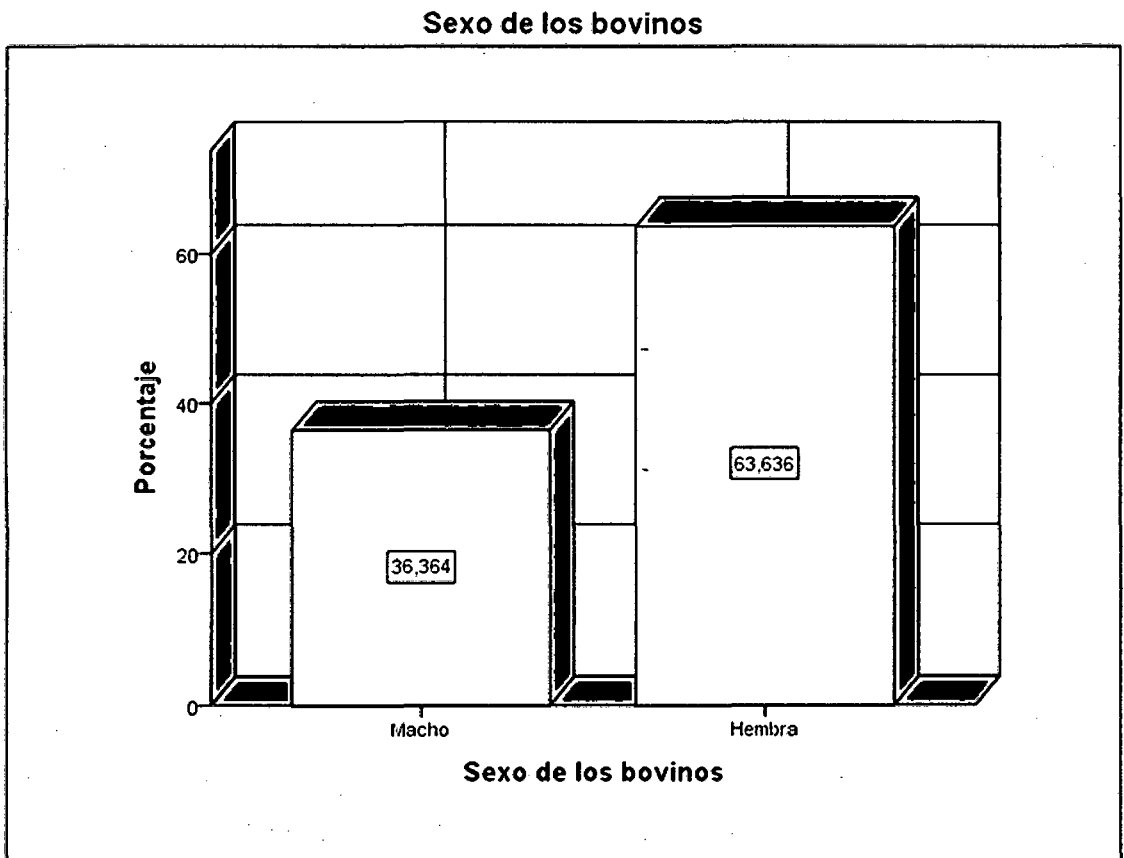 Sexo de los bovinos
Porcentaje
60
40
20
0
36,364
63,636
Macho
Hembra
Sexo de los bovinos